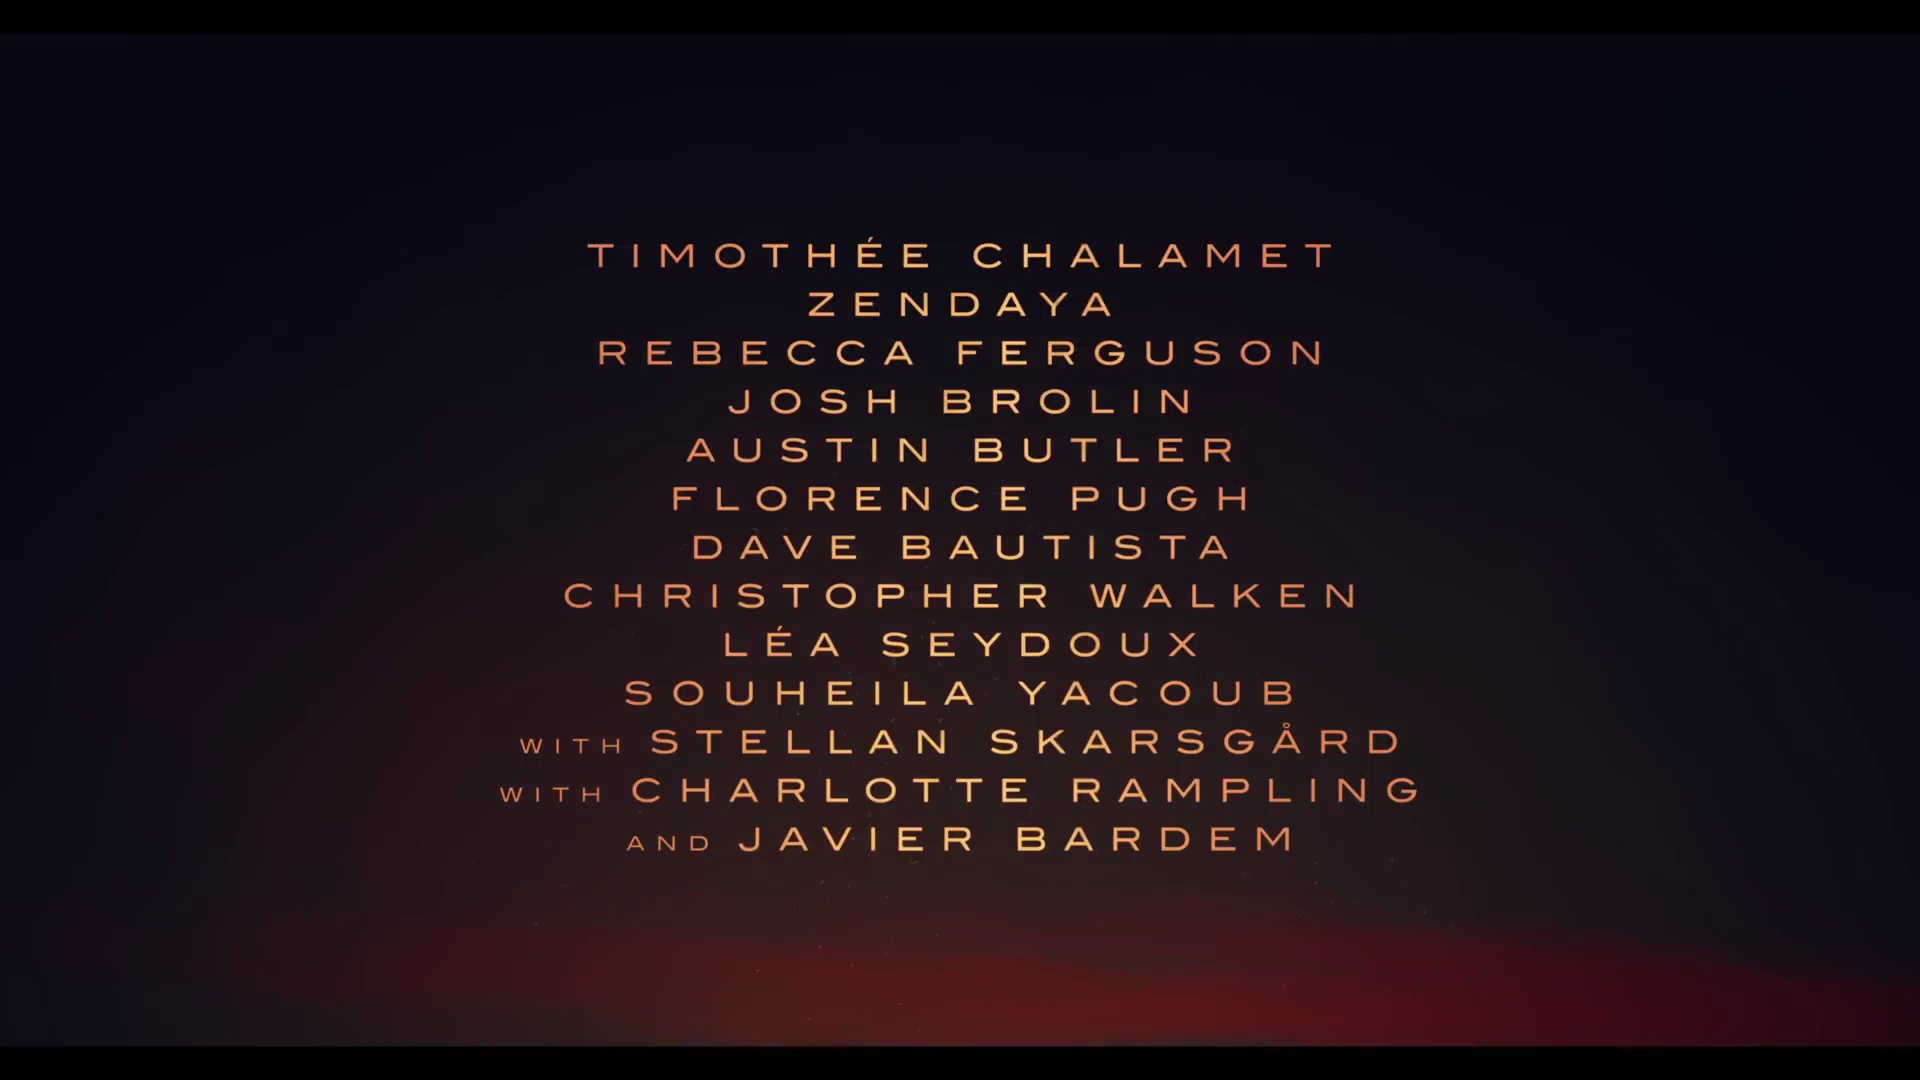 TIMOTHÉE CHALAMET
ZENDAYA
REBECCA FERGUSON
JOSH BROLIN
AUSTIN BUTLER
FLORENCE PUGH
DAVE BAUTISTA
CHRISTOPHER WALKEN
LÉA SEYDOUX
SOUHEILA YACOUB
WITH STELLAN SKARSGÅRD
WITH CHARLOTTE RAMPLING
AND JAVIER BARDEM